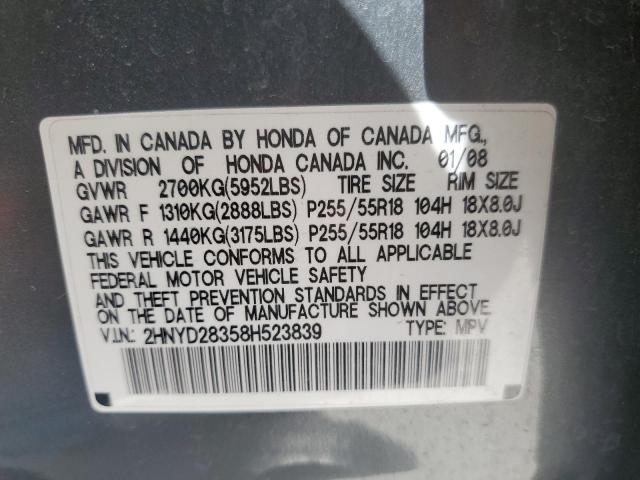 MFD. IN CANADA BY HONDA OF CANADA MFG.,
A DIVISION OF HONDA CANADA INC. 01/08
GVWR 2700KG(5952LBS) TIRE SIZE RIM SIZE
GAWR F 1310KG(2888LBS) P255/55R18 104H 18X8.0J
GAWR R 1440KG(3175LBS) P255/55R18 104H 18X8.0J
THIS VEHICLE CONFORMS TO ALL APPLICABLE
FEDERAL MOTOR VEHICLE SAFETY
AND THEFT PREVENTION STANDARDS IN EFFECT
ON THE DATE OF MANUFACTURE SHOWN ABOVE.
V.I.N.: 2HNYD28358H523839 TYPE: MPV